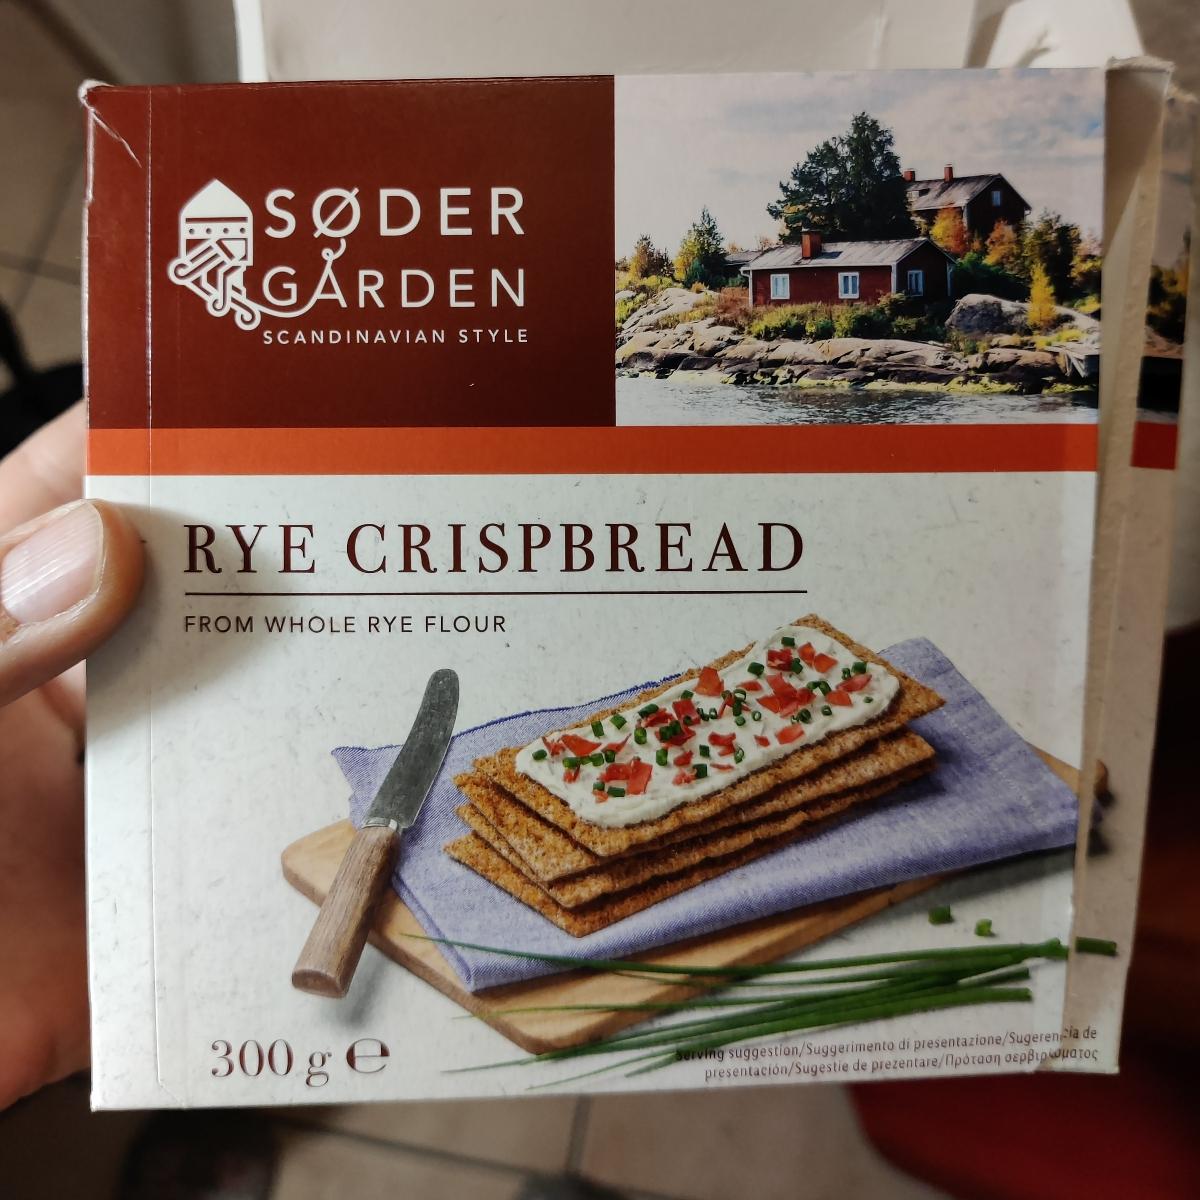 SØDER
GÅRDEN
SCANDINAVIAN STYLE
RYE CRISPBREAD
FROM WHOLE RYE FLOUR
300 g ℮
Serving suggestion/Suggerimento di presentazione/Sugerencia de
presentación/Sugestie de prezentare/Πρόταση σερβιρίσματος